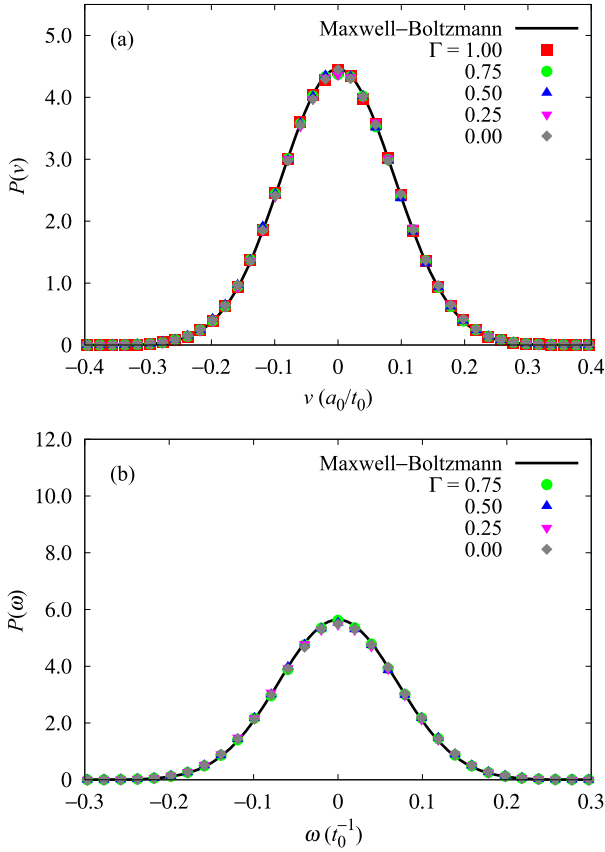 (a)
Maxwell−Boltzmann
Γ = 1.00
0.75
0.50
0.25
0.00
5.0
4.0
3.0
2.0
1.0
0
P(v)
−0.4 −0.3 −0.2 −0.1 0 0.1 0.2 0.3 0.4
v (a₀/t₀)
(b)
Maxwell−Boltzmann
Γ = 0.75
0.50
0.25
0.00
12.0
10.0
8.0
6.0
4.0
2.0
0
P(ω)
−0.3 −0.2 −0.1 0 0.1 0.2 0.3
ω (t₀⁻¹)